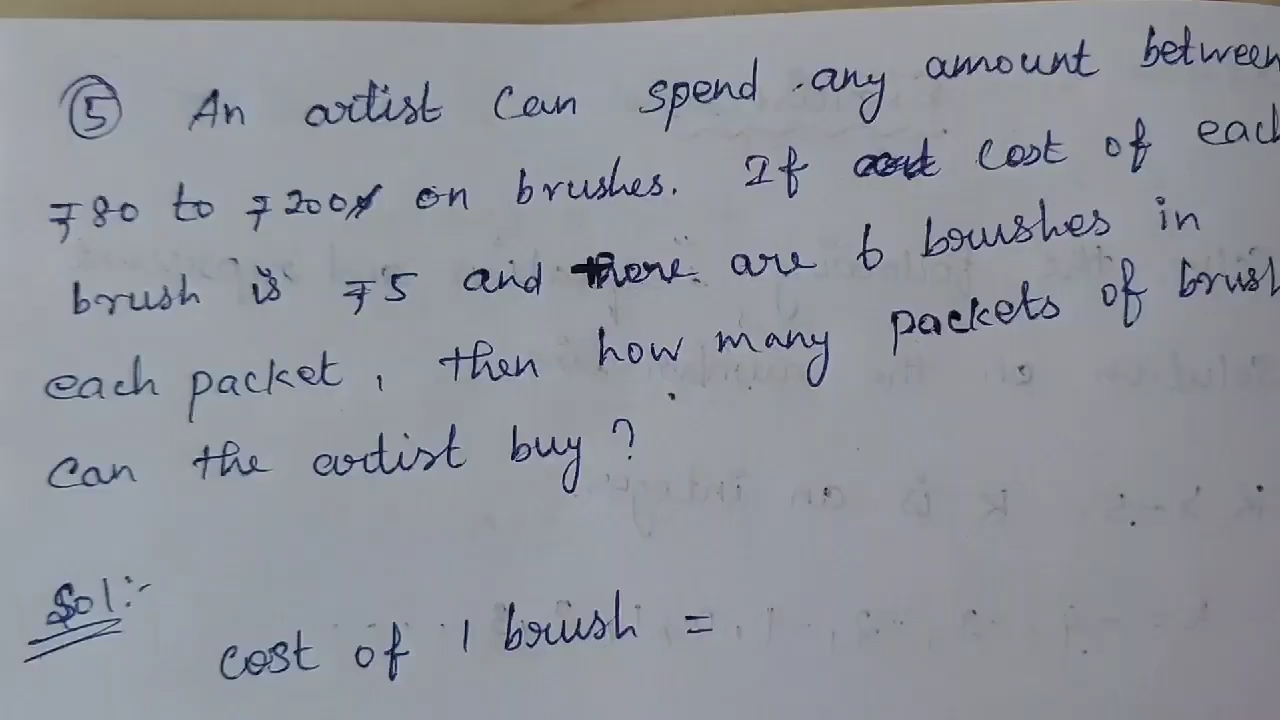 5 An artist can spend any amount between
₹80 to ₹200 on brushes. If cost of each
brush is ₹5 and there are 6 brushes in
each packet, then how many packets of brush
can the artist buy?
Sol:-
cost of 1 brush =